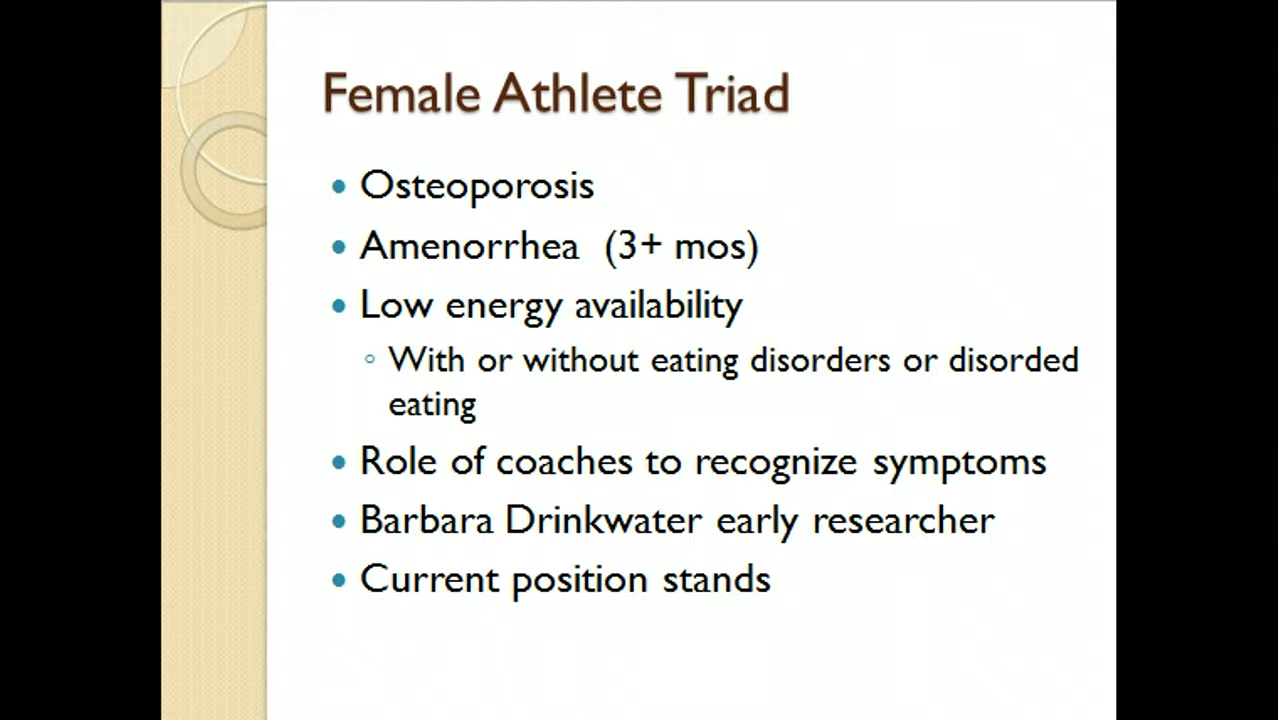 Female Athlete Triad
• Osteoporosis
• Amenorrhea (3+ mos)
• Low energy availability
◦ With or without eating disorders or disorded
eating
• Role of coaches to recognize symptoms
• Barbara Drinkwater early researcher
• Current position stands